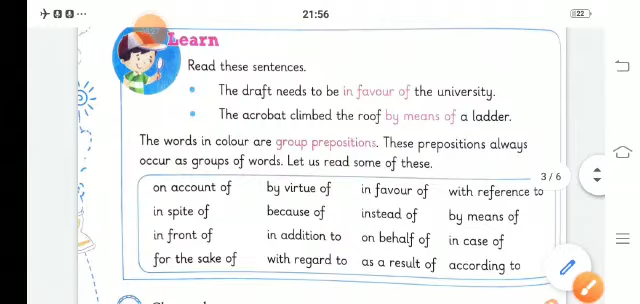 21:56
22
Learn
Read these sentences.
• The draft needs to be in favour of the university.
• The acrobat climbed the roof by means of a ladder.
The words in colour are group prepositions. These prepositions always
occur as groups of words. Let us read some of these.
3/6
on account of by virtue of in favour of with reference to
in spite of because of instead of by means of
in front of in addition to on behalf of in case of
for the sake of with regard to as a result of according to